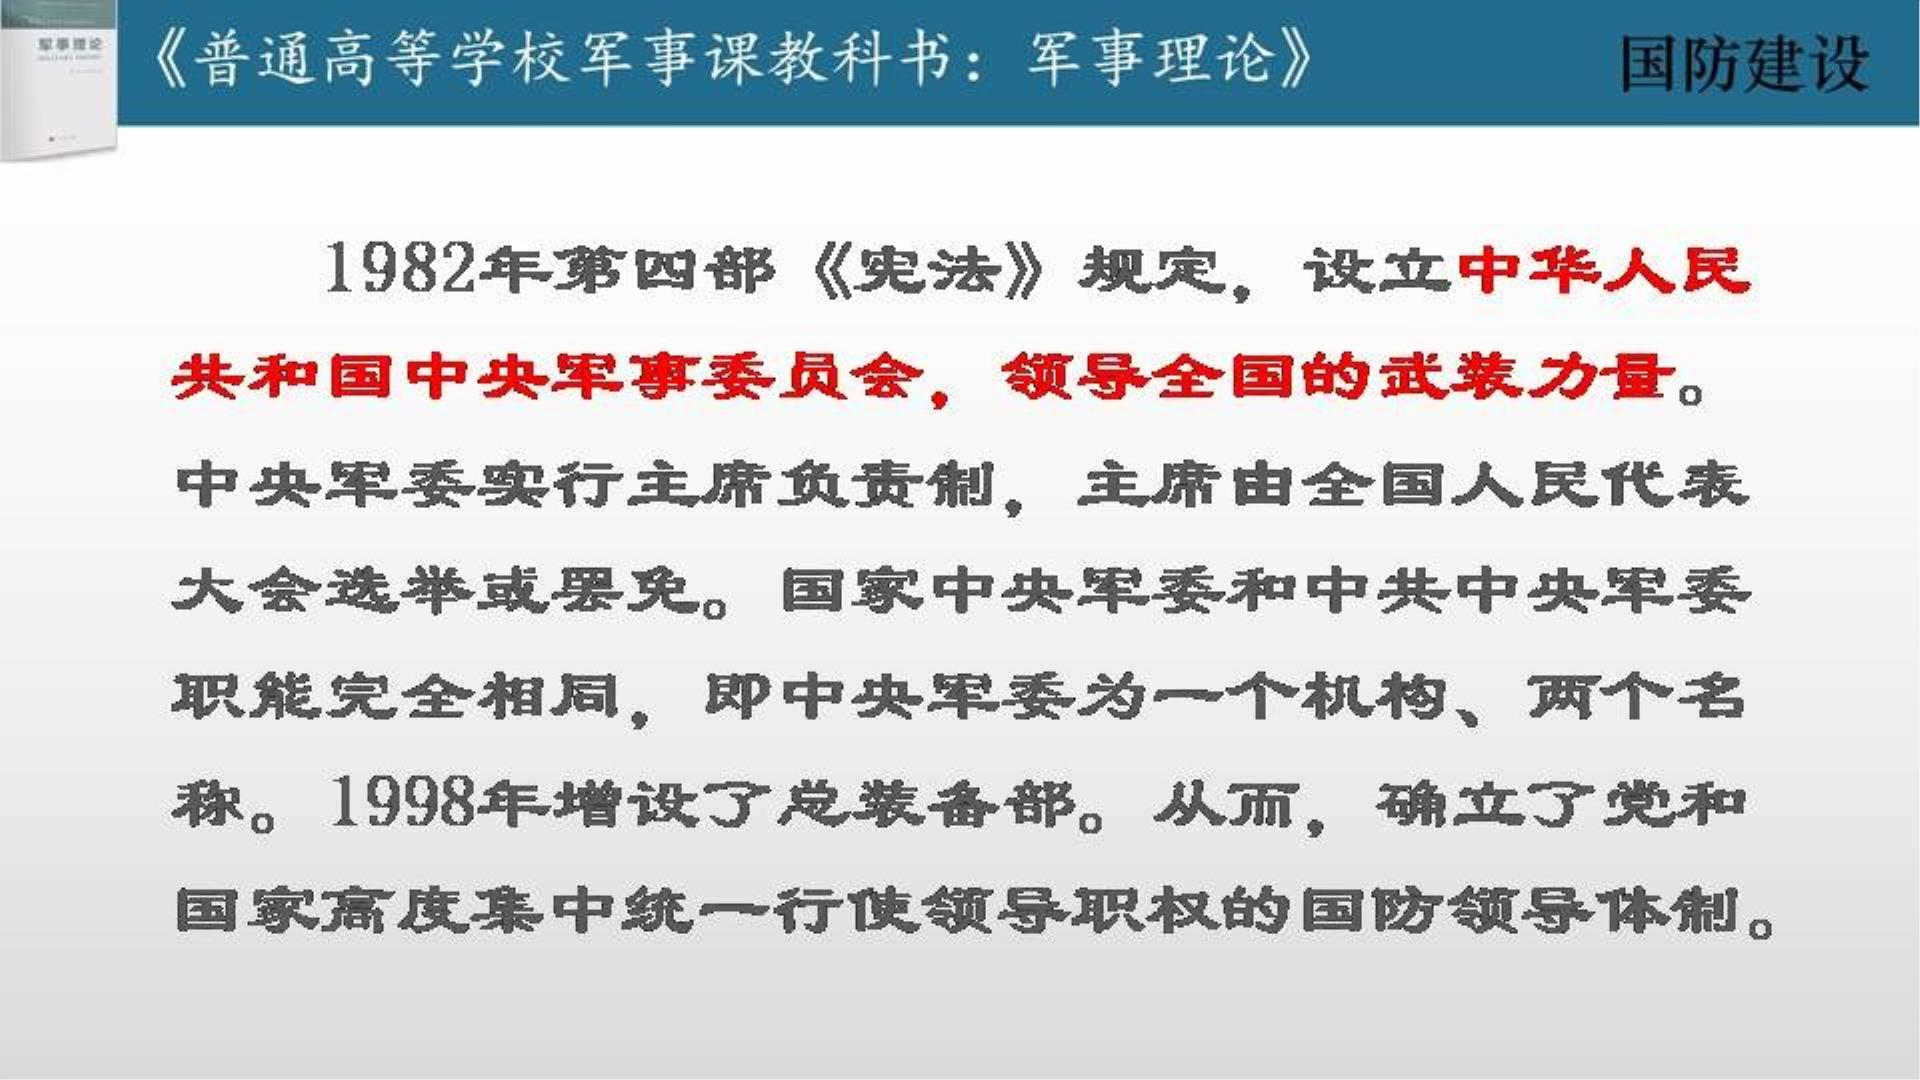 军事理论
《普通高等学校军事课教科书：军事理论》
国防建设
1982年第四部《宪法》规定，设立中华人民
共和国中央军事委员会，领导全国的武装力量。
中央军委实行主席负责制，主席由全国人民代表
大会选举或罢免。国家中央军委和中共中央军委
职能完全相同，即中央军委为一个机构、两个名
称。1998年增设了总装备部。从而，确立了党和
国家高度集中统一行使领导职权的国防领导体制。